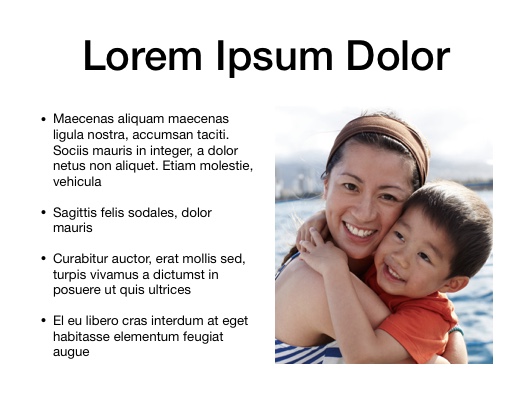 Lorem Ipsum Dolor
• Maecenas aliquam maecenas
ligula nostra, accumsan taciti.
Sociis mauris in integer, a dolor
netus non aliquet. Etiam molestie,
vehicula
• Sagittis felis sodales, dolor
mauris
• Curabitur auctor, erat mollis sed,
turpis vivamus a dictumst in
posuere ut quis ultrices
• El eu libero cras interdum at eget
habitasse elementum feugiat
augue